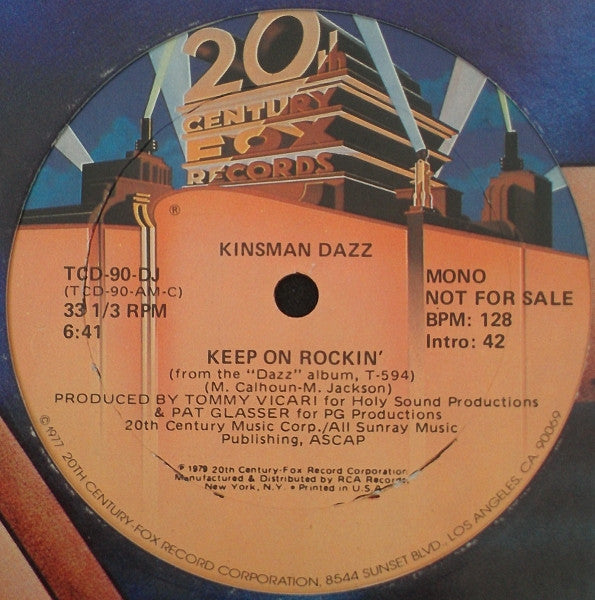 20th
CENTURY
FOX
RECORDS
®
KINSMAN DAZZ
TCD-90-DJ
(TCD-90-AM-C)
33 1/3 RPM
6:41
MONO
NOT FOR SALE
BPM: 128
Intro: 42
KEEP ON ROCKIN'
(from the "Dazz" album, T-594)
(M. Calhoun-M. Jackson)
PRODUCED BY TOMMY VICARI for Holy Sound Productions
& PAT GLASSER for PG Productions
20th Century Music Corp./All Sunray Music
Publishing, ASCAP
℗ 1979 20th Century-Fox Record Corporation
Manufactured & Distributed by RCA Records,
New York, N.Y. • Printed in U.S.A.
©1977 20TH CENTURY-FOX RECORD CORPORATION, 8544 SUNSET BLVD., LOS ANGELES, CA. 90069